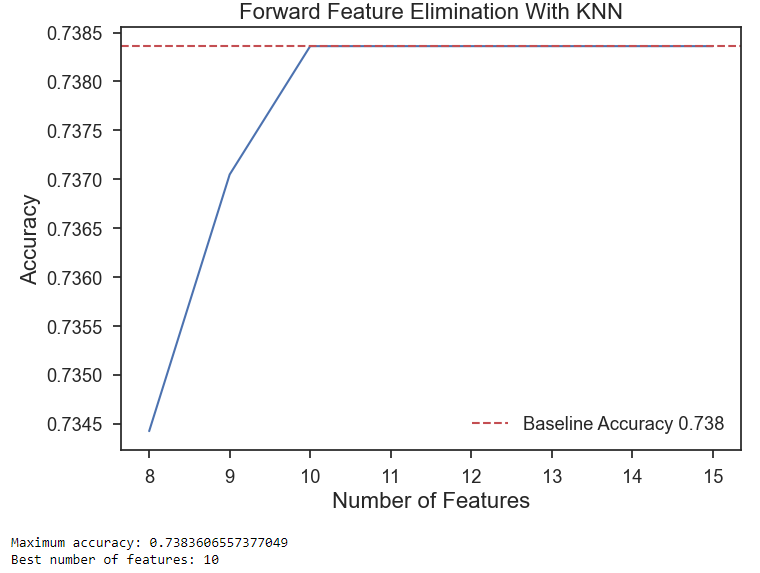 Forward Feature Elimination With KNN
0.7385
0.7380
0.7375
0.7370
0.7365
0.7360
0.7355
0.7350
0.7345
Accuracy
Baseline Accuracy 0.738
8 9 10 11 12 13 14 15
Number of Features
Maximum accuracy: 0.7383606557377049
Best number of features: 10